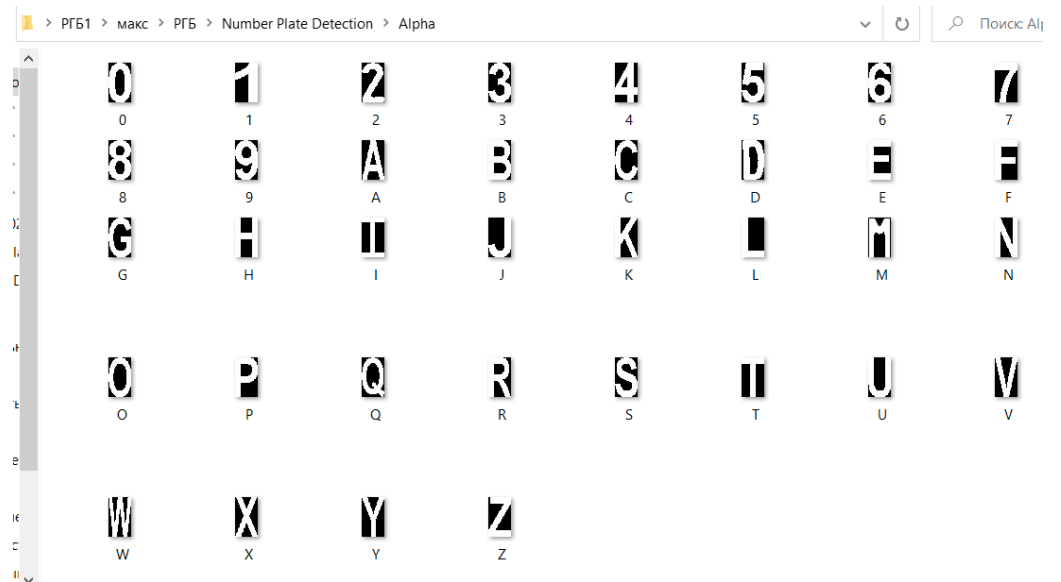 РГБ1 > макс > РГБ > Number Plate Detection > Alpha Поиск: Alp
0 1 2 3 4 5 6 7
0 1 2 3 4 5 6 7
8 9 A B C D E F
8 9 A B C D E F
G H I J K L M N
G H I J K L M N
O P Q R S T U V
O P Q R S T U V
W X Y Z
W X Y Z